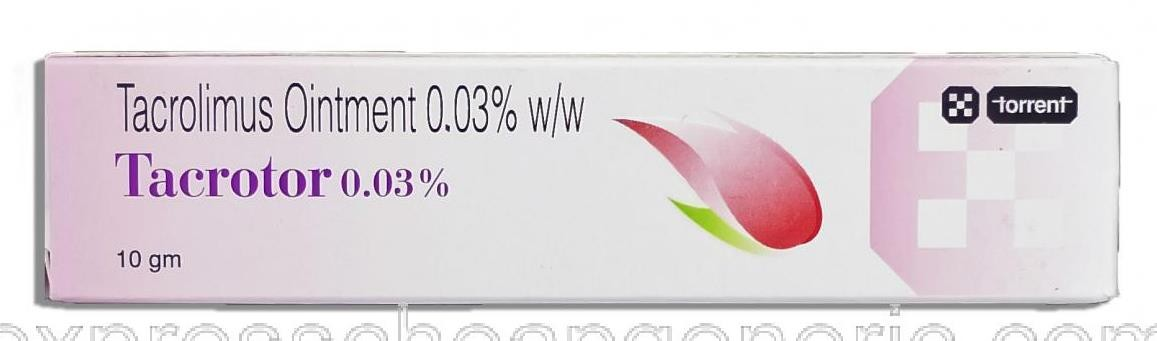 Tacrolimus Ointment 0.03% w/w
Tacrotor 0.03%
10 gm
torrent